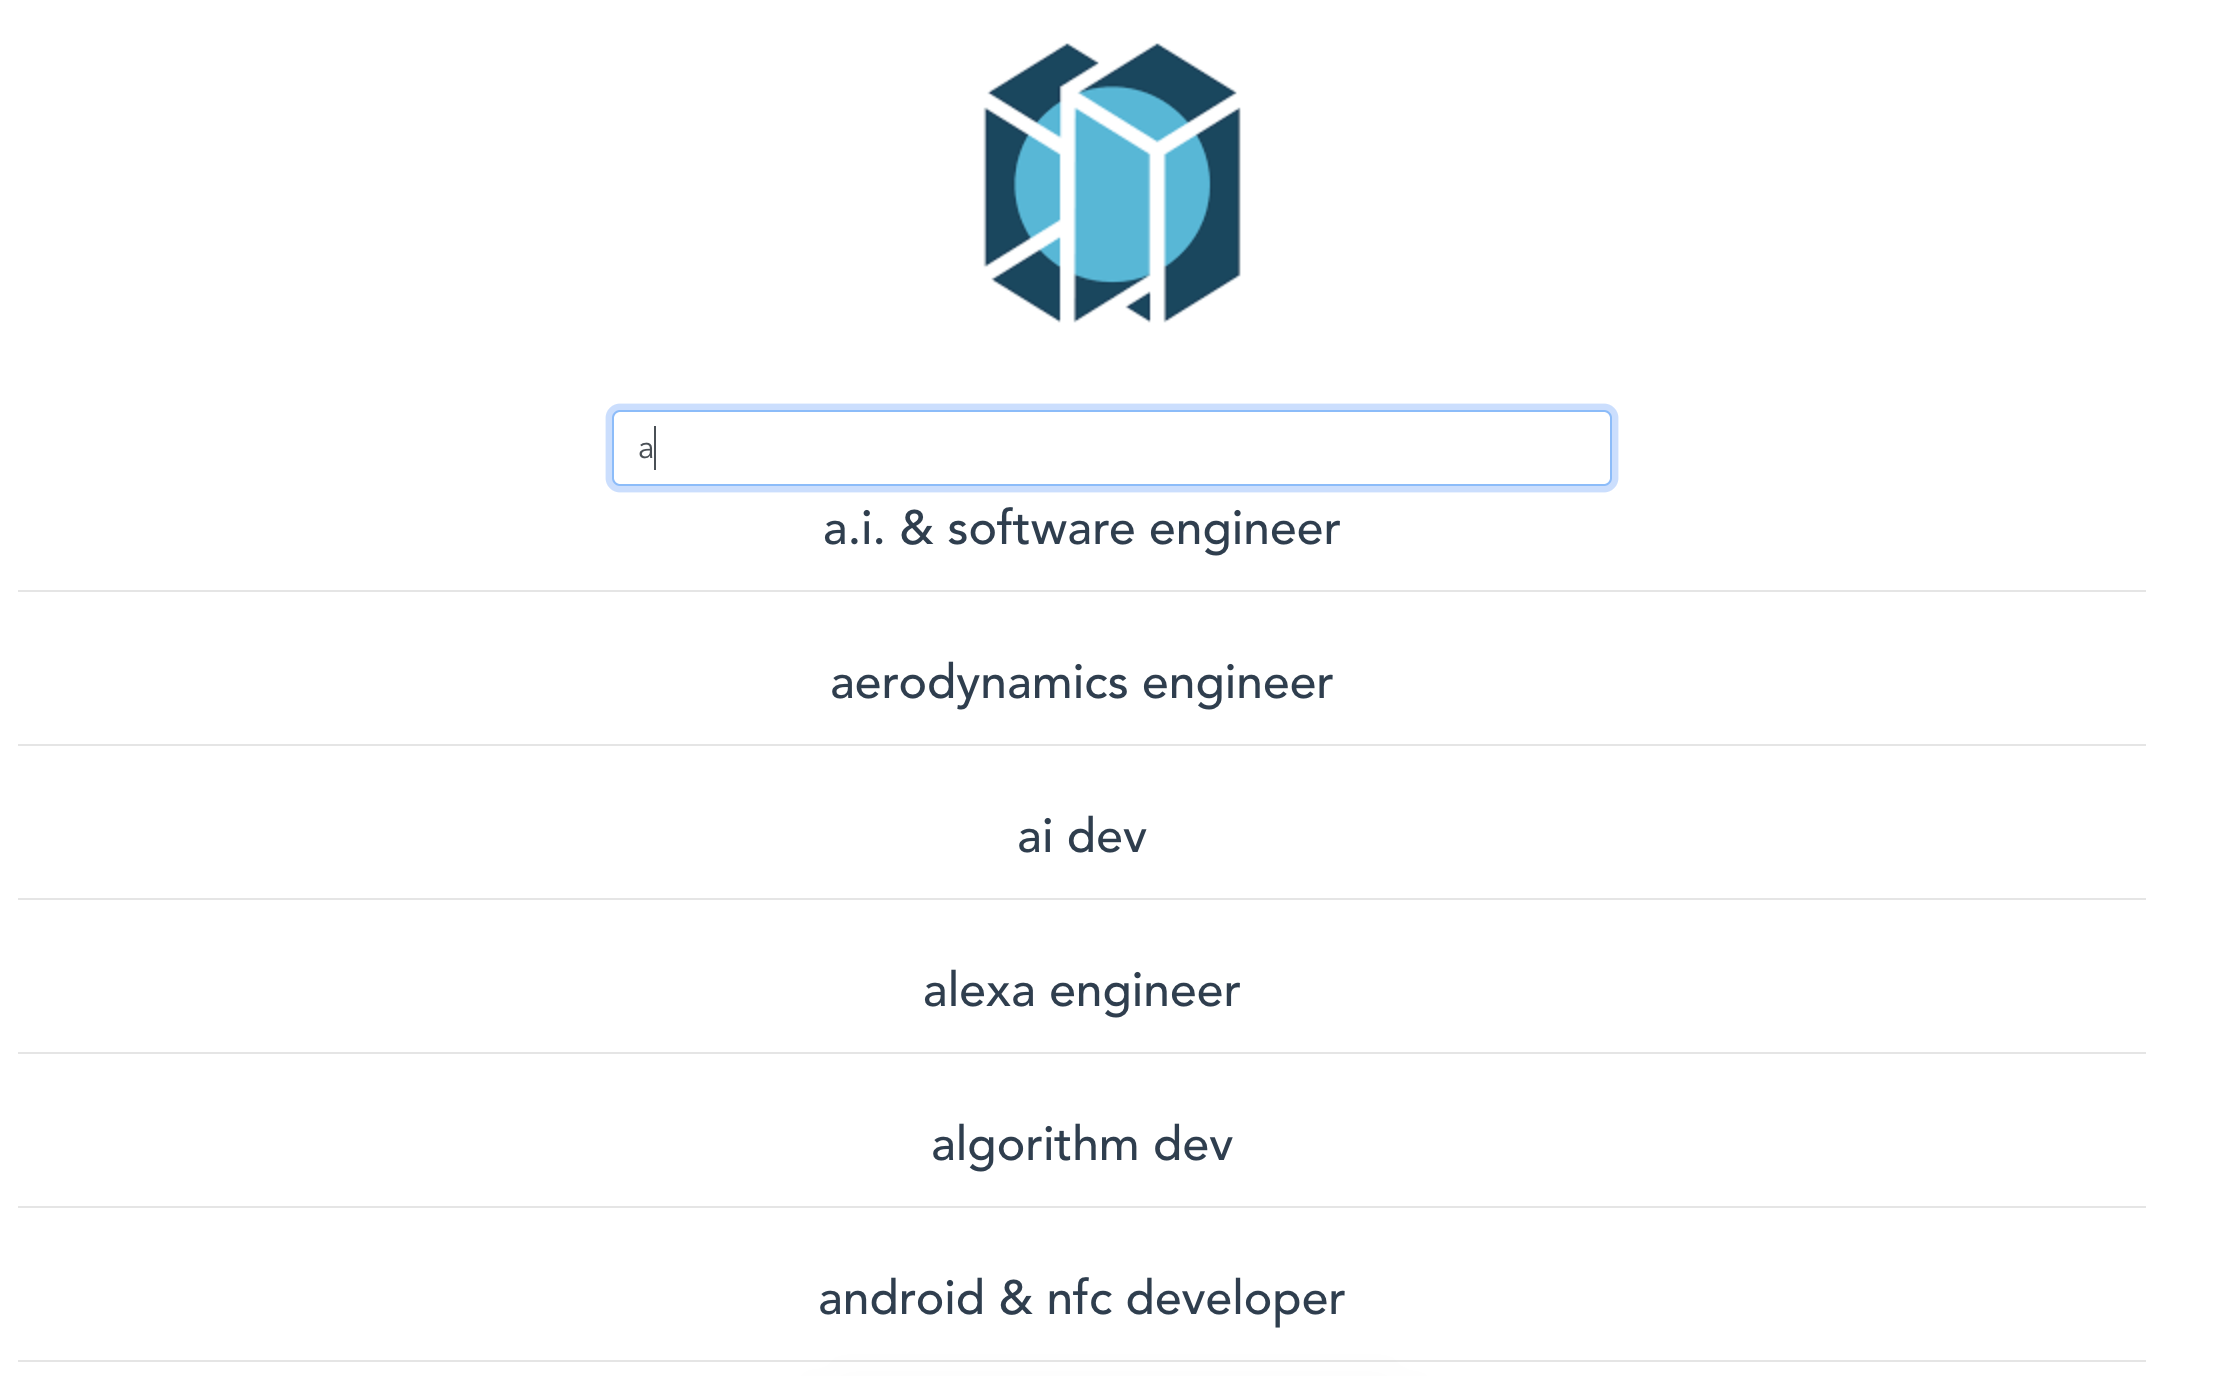 a
a.i. & software engineer
aerodynamics engineer
ai dev
alexa engineer
algorithm dev
android & nfc developer